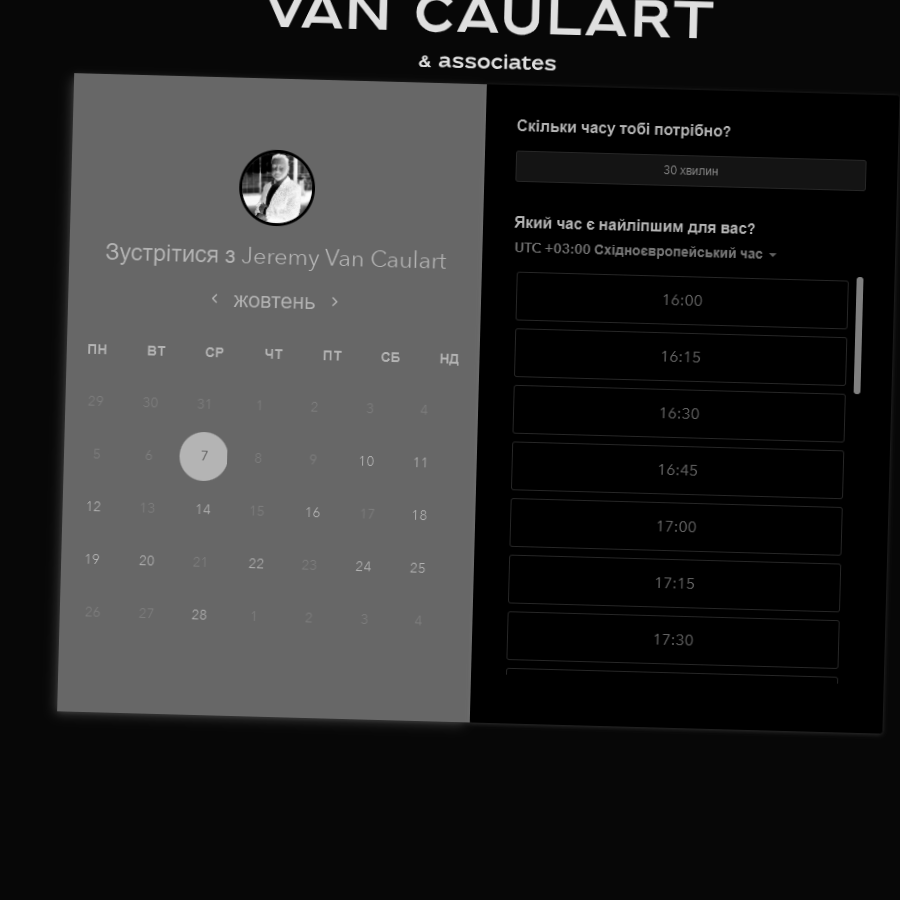 VAN CAULART
& associates
Зустрітися з Jeremy Van Caulart
‹ жовтень ›
ПН ВТ СР ЧТ ПТ СБ НД
29 30 31 1 2 3 4
5 6 7 8 9 10 11
12 13 14 15 16 17 18
19 20 21 22 23 24 25
26 27 28 1 2 3 4
Скільки часу тобі потрібно?
30 хвилин
Який час є найліпшим для вас?
UTC +03:00 Східноєвропейський час
16:00
16:15
16:30
16:45
17:00
17:15
17:30